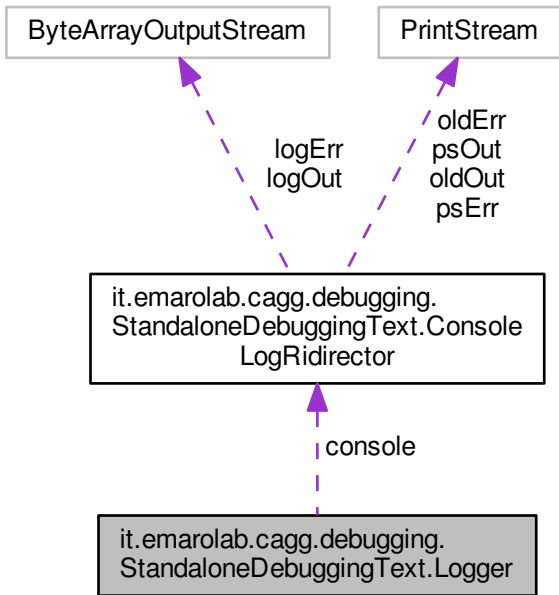 ByteArrayOutputStream
PrintStream
logErr
logOut
oldErr
psOut
oldOut
psErr
it.emarolab.cagg.debugging.
StandaloneDebuggingText.Console
LogRidirector
console
it.emarolab.cagg.debugging.
StandaloneDebuggingText.Logger